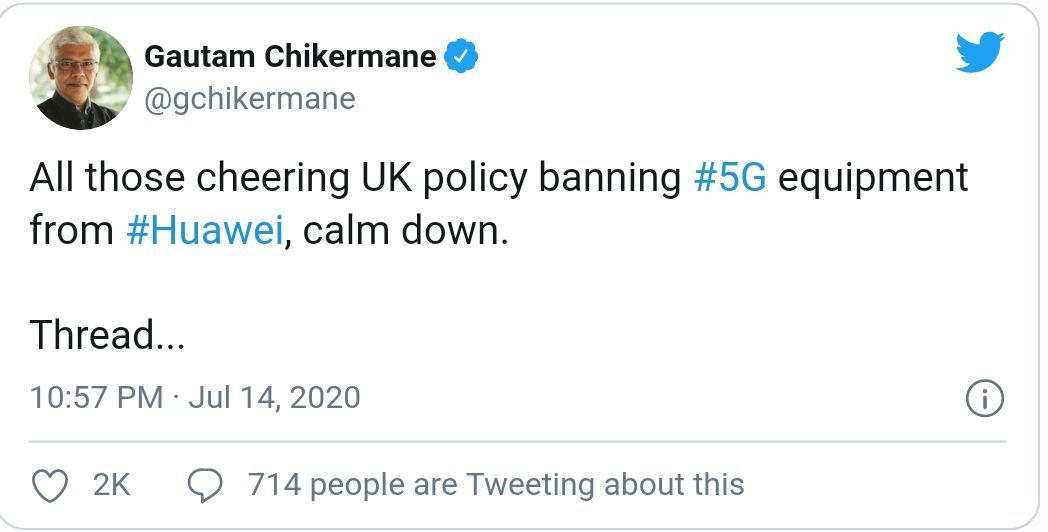 Gautam Chikermane
@gchikermane
All those cheering UK policy banning #5G equipment
from #Huawei, calm down.
Thread...
10:57 PM · Jul 14, 2020
2K 714 people are Tweeting about this